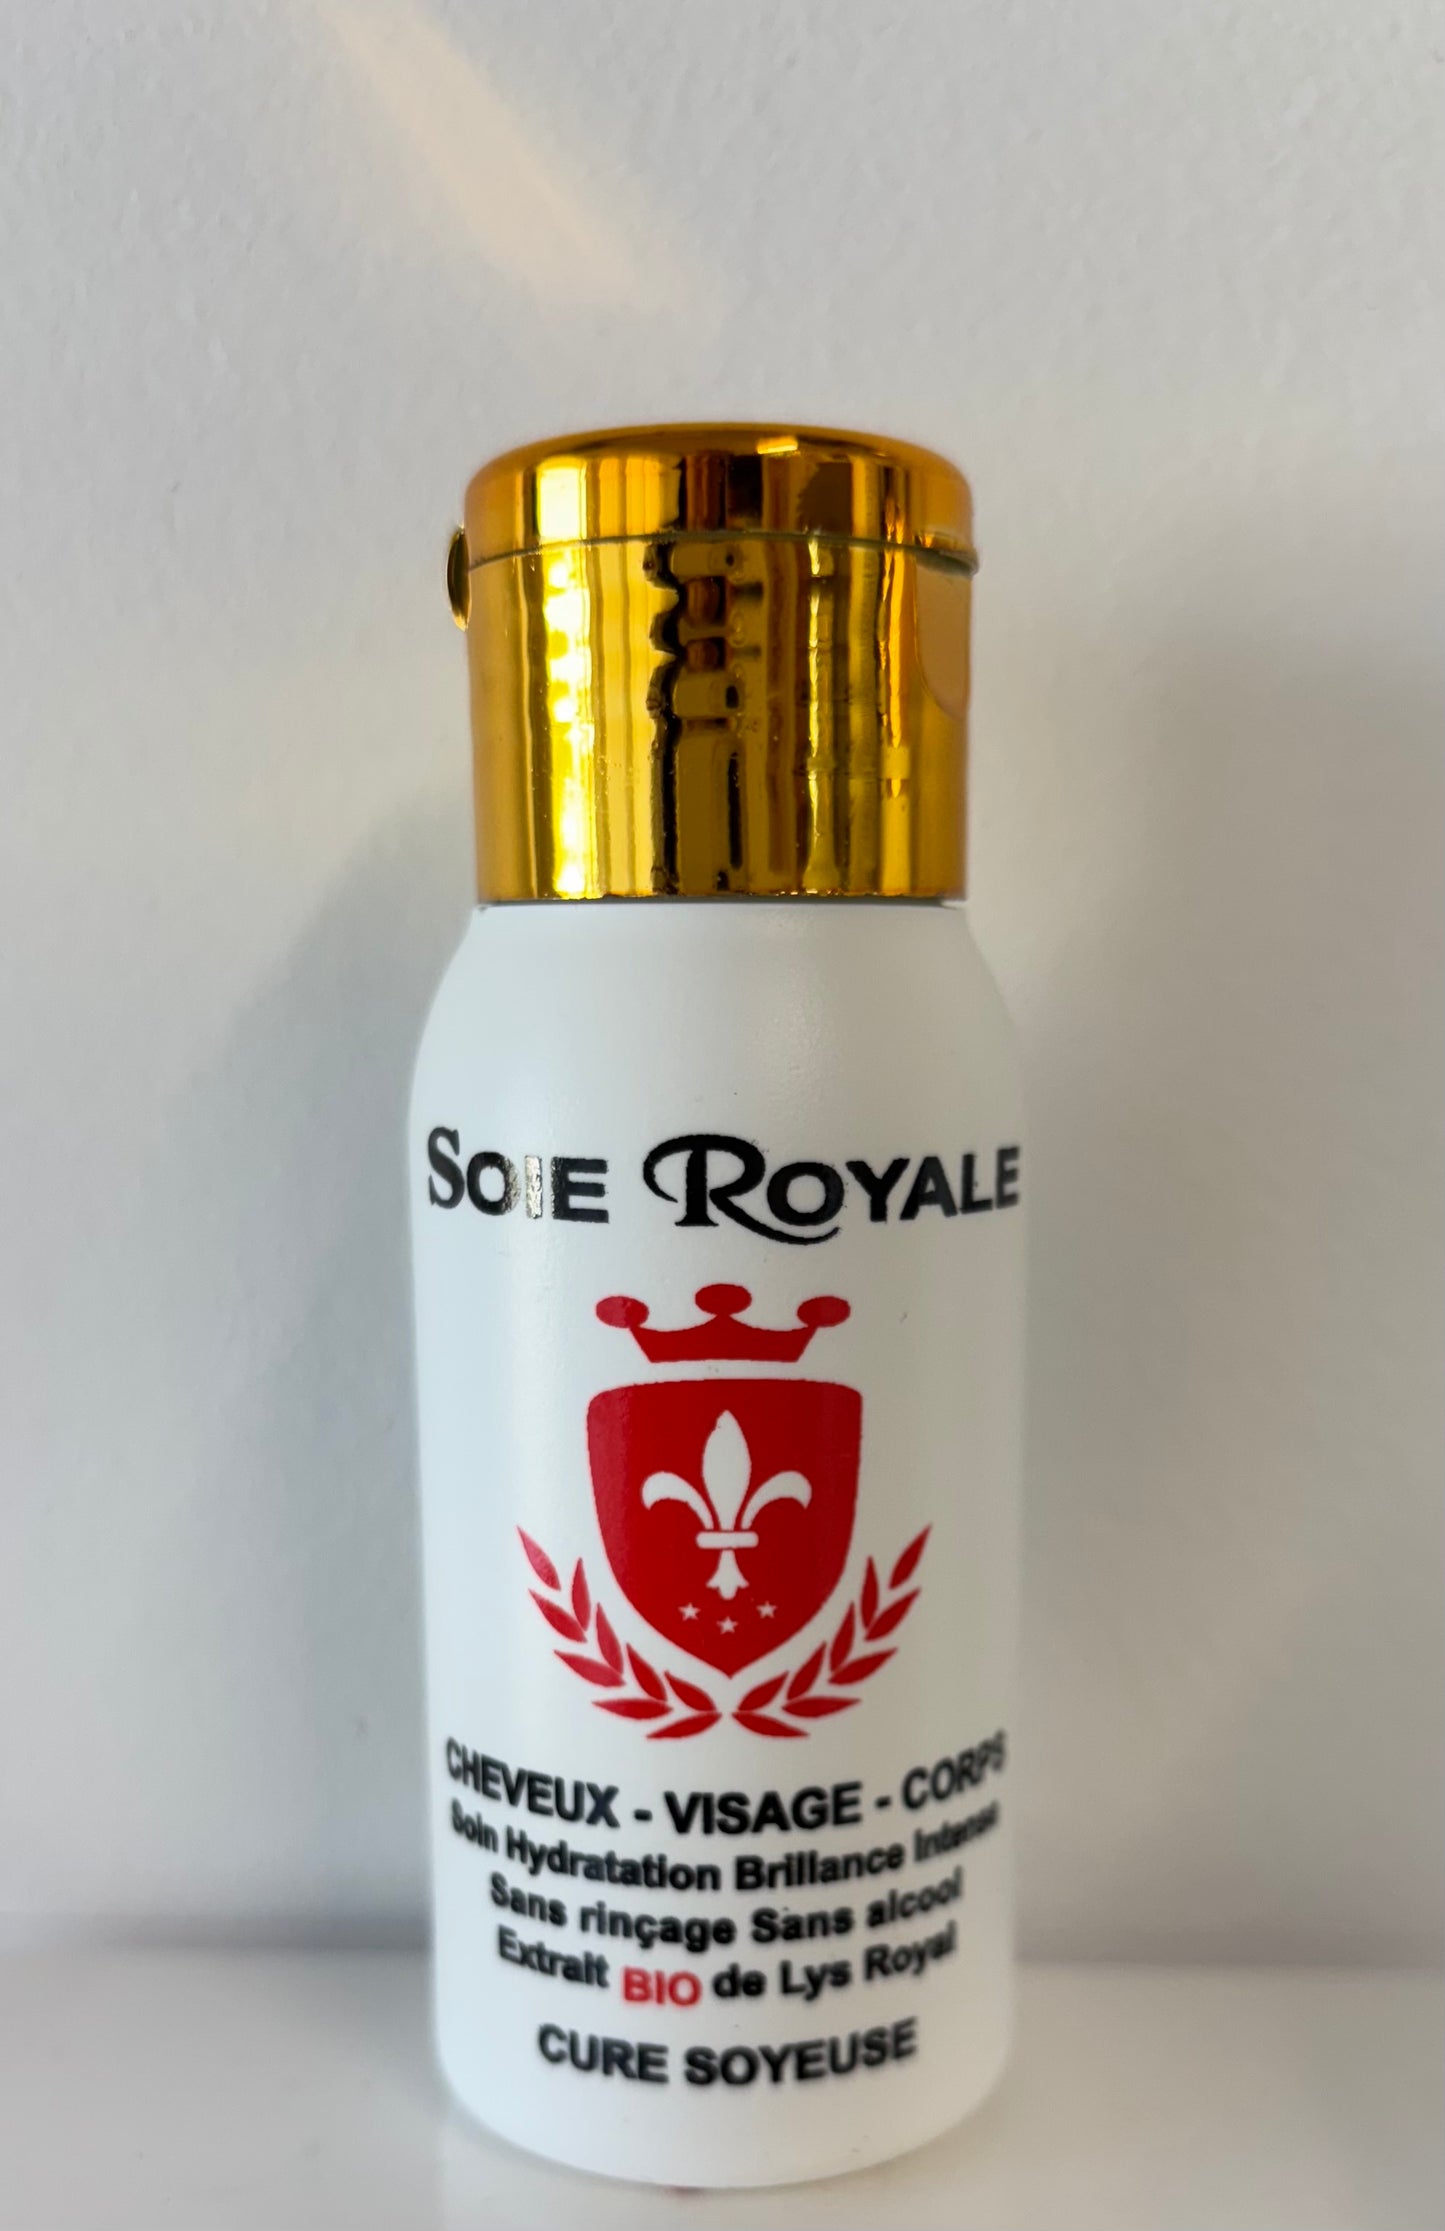 SOIE ROYALE
CHEVEUX - VISAGE - CORPS
Soin Hydratation Brillance Intense
Sans rinçage Sans alcool
Extrait BIO de Lys Royal
CURE SOYEUSE